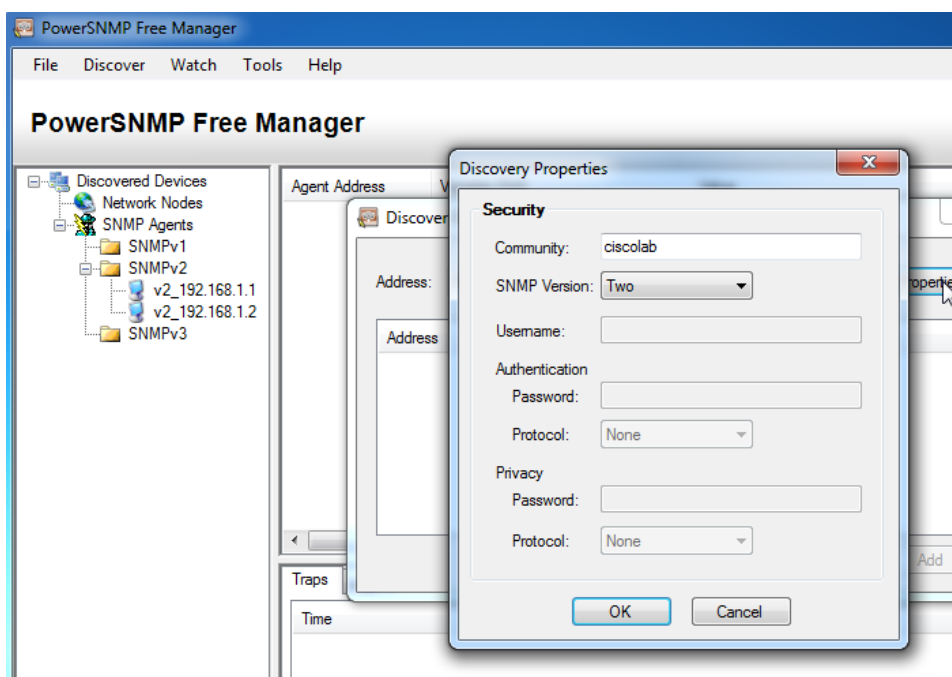 PowerSNMP Free Manager
File Discover Watch Tools Help
PowerSNMP Free Manager
Discovered Devices
Network Nodes
SNMP Agents
SNMPv1
SNMPv2
v2_192.168.1.1
v2_192.168.1.2
SNMPv3
Agent Address
Discover
Address:
Address
Discovery Properties
Security
Community: ciscolab
SNMP Version: Two
Username:
Authentication
Password:
Protocol: None
Privacy
Password:
Protocol: None
OK Cancel
Add
Traps
Time